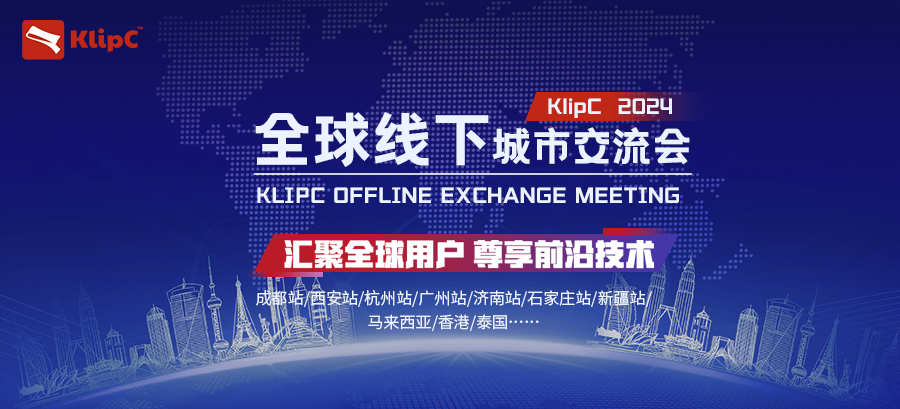 KlipC™
KlipC 2024
全球线下城市交流会
KLIPC OFFLINE EXCHANGE MEETING
汇聚全球用户 尊享前沿技术
成都站/西安站/杭州站/广州站/济南站/石家庄站/新疆站/
马来西亚/香港/泰国……